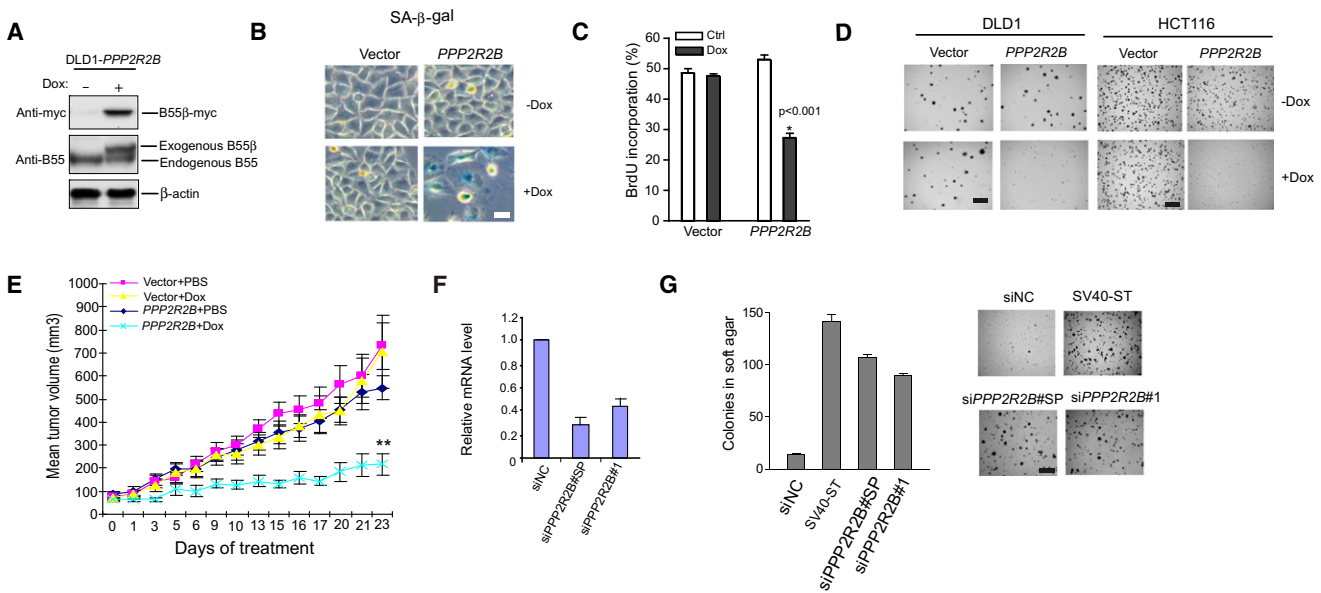 A
DLD1-PPP2R2B
Dox: – +
Anti-myc
B55β-myc
Anti-B55
Exogenous B55β
Endogenous B55
β-actin
B
SA-β-gal
Vector PPP2R2B
-Dox
+Dox
C
BrdU incorporation (%)
60
50
40
30
20
10
0
Ctrl
Dox
p<0.001
*
Vector PPP2R2B
D
DLD1 HCT116
Vector PPP2R2B Vector PPP2R2B
-Dox
+Dox
E
Mean tumor volume (mm3)
1000
900
800
700
600
500
400
300
200
100
0
Vector+PBS
Vector+Dox
PPP2R2B+PBS
PPP2R2B+Dox
**
0 1 3 5 6 9 10 13 15 16 17 20 21 23
Days of treatment
F
Relative mRNA level
1.2
1.0
0.8
0.6
0.4
0.2
0
siNC
siPPP2R2B#SP
siPPP2R2B#1
G
Colonies in soft agar
150
100
50
0
siNC
SV40-ST
siPPP2R2B#SP
siPPP2R2B#1
siNC SV40-ST
siPPP2R2B#SP siPPP2R2B#1